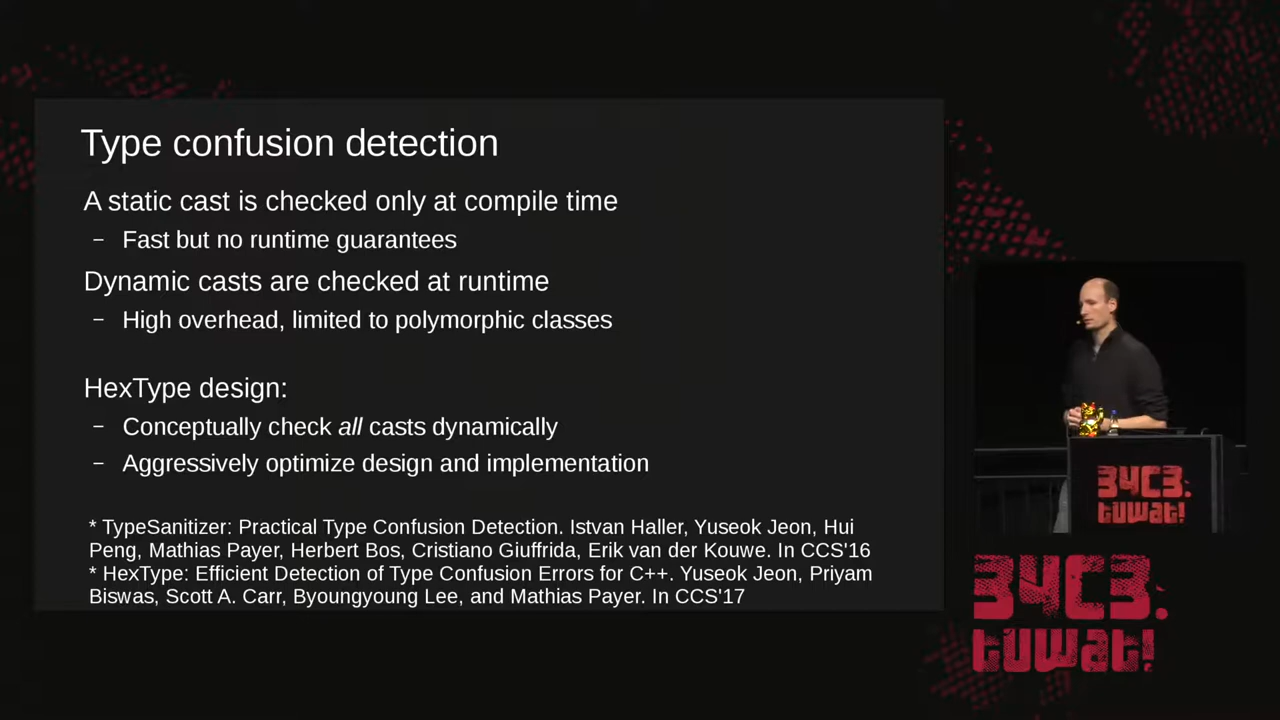 Type confusion detection
A static cast is checked only at compile time
– Fast but no runtime guarantees
Dynamic casts are checked at runtime
– High overhead, limited to polymorphic classes
HexType design:
– Conceptually check all casts dynamically
– Aggressively optimize design and implementation
* TypeSanitizer: Practical Type Confusion Detection. Istvan Haller, Yuseok Jeon, Hui
Peng, Mathias Payer, Herbert Bos, Cristiano Giuffrida, Erik van der Kouwe. In CCS'16
* HexType: Efficient Detection of Type Confusion Errors for C++. Yuseok Jeon, Priyam
Biswas, Scott A. Carr, Byoungyoung Lee, and Mathias Payer. In CCS'17
34C3.
tuwat!
34C3.
tuwat!